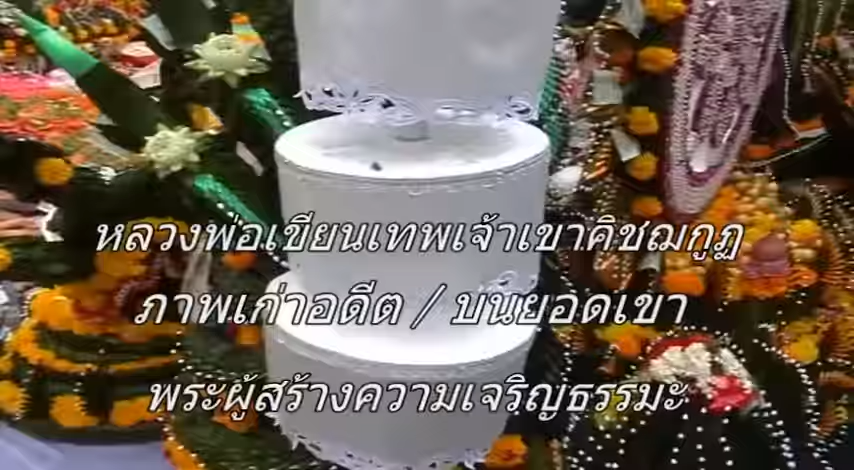 หลวงพ่อเขียนเทพเจ้าเขาคิชฌกูฏ
ภาพเก่าอดีต / บนยอดเขา
พระผู้สร้างความเจริญธรรมะ